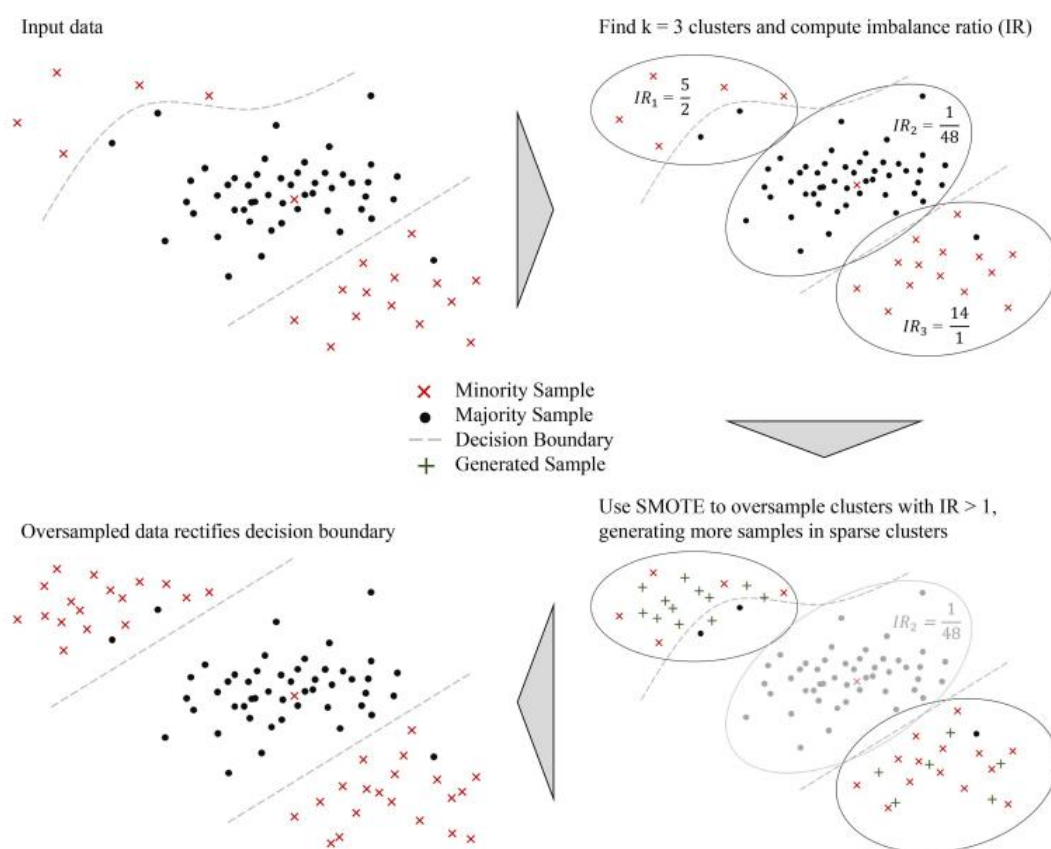 Input data
Find k = 3 clusters and compute imbalance ratio (IR)
IR₁ = 5/2
IR₂ = 1/48
IR₃ = 14/1
Minority Sample
Majority Sample
Decision Boundary
Generated Sample
Oversampled data rectifies decision boundary
Use SMOTE to oversample clusters with IR > 1,
generating more samples in sparse clusters
IR₂ = 1/48